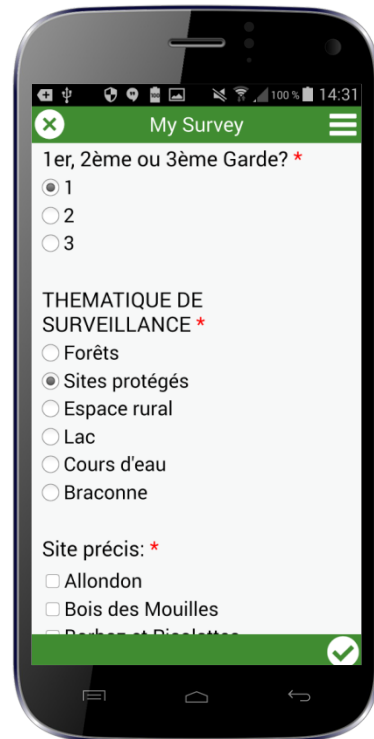 100 % 14:31
My Survey
1er, 2ème ou 3ème Garde? *
1
2
3
THEMATIQUE DE
SURVEILLANCE *
Forêts
Sites protégés
Espace rural
Lac
Cours d'eau
Braconne
Site précis: *
Allondon
Bois des Mouilles